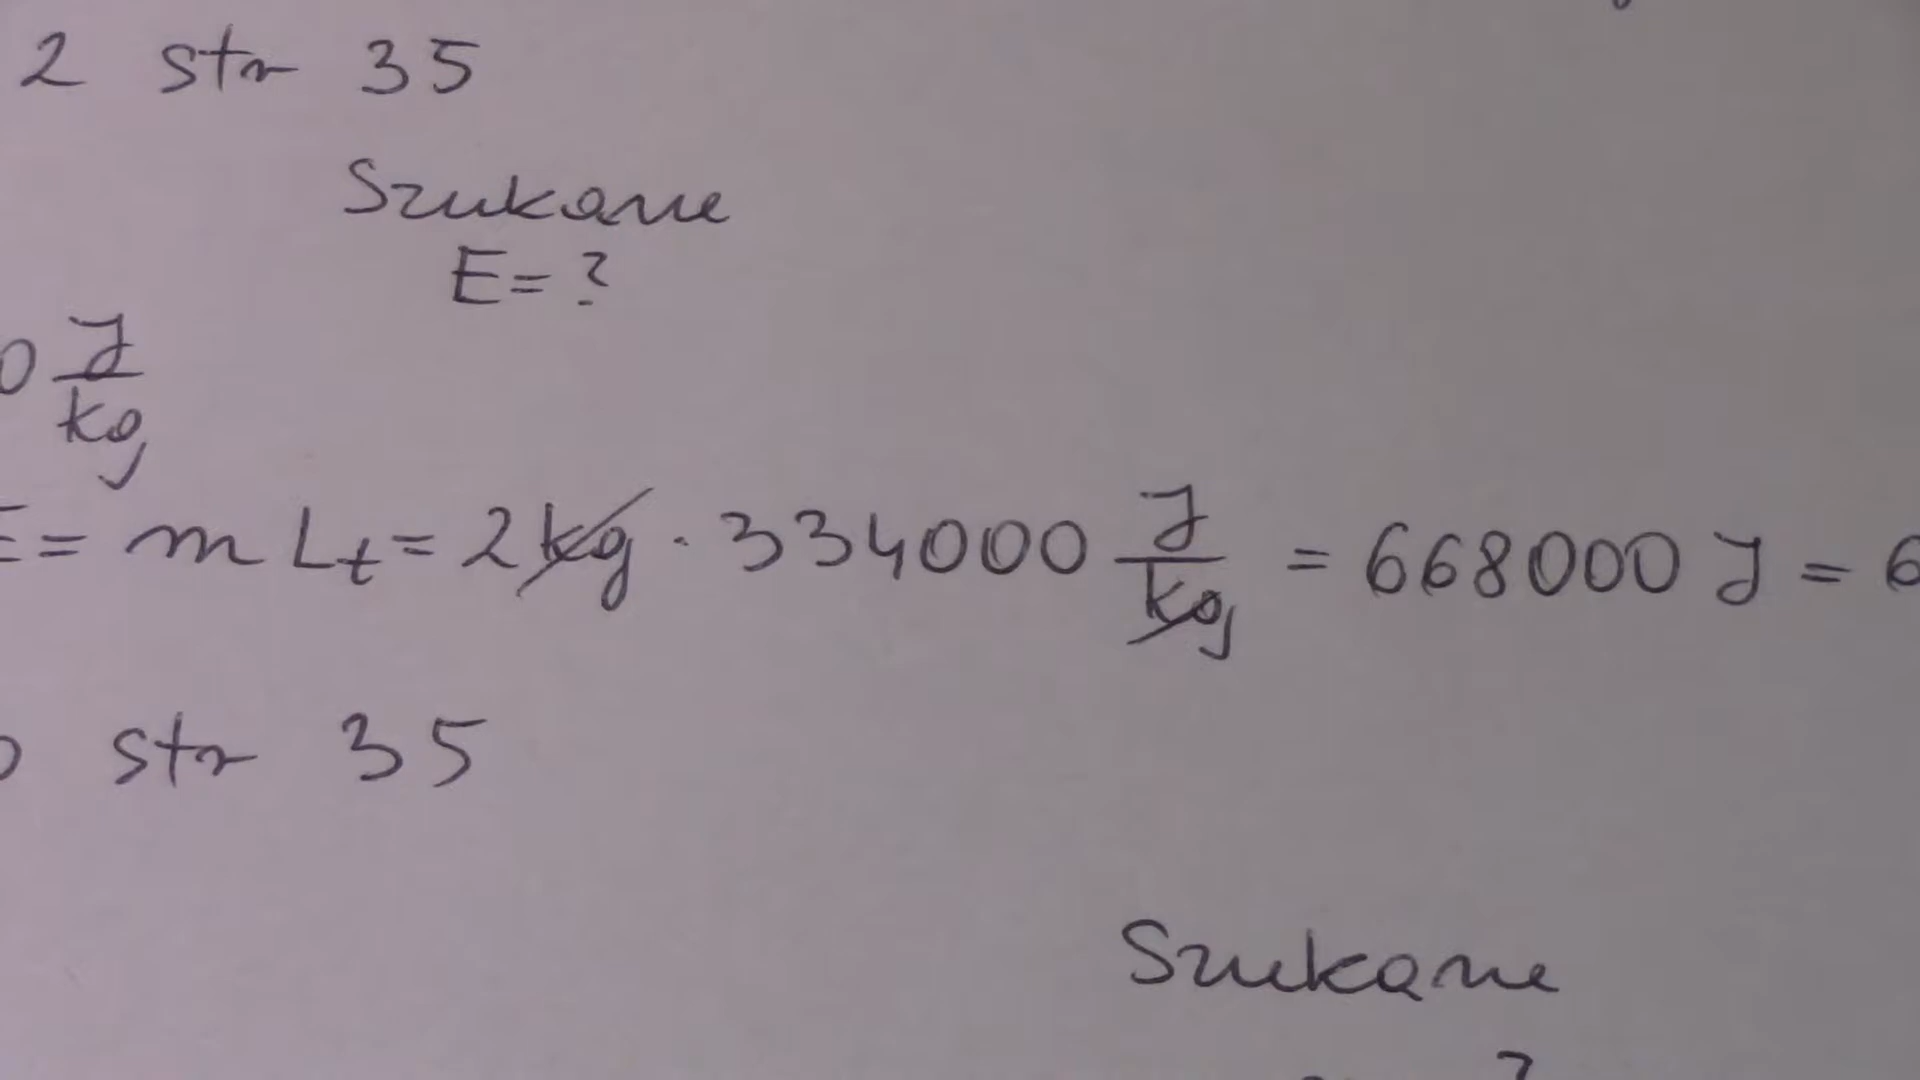 2 str 35
Szukane
E = ?
0 J/kg
E = m Lt = 2 kg · 334000 J/kg = 668000 J = 6
str 35
Szukane
?